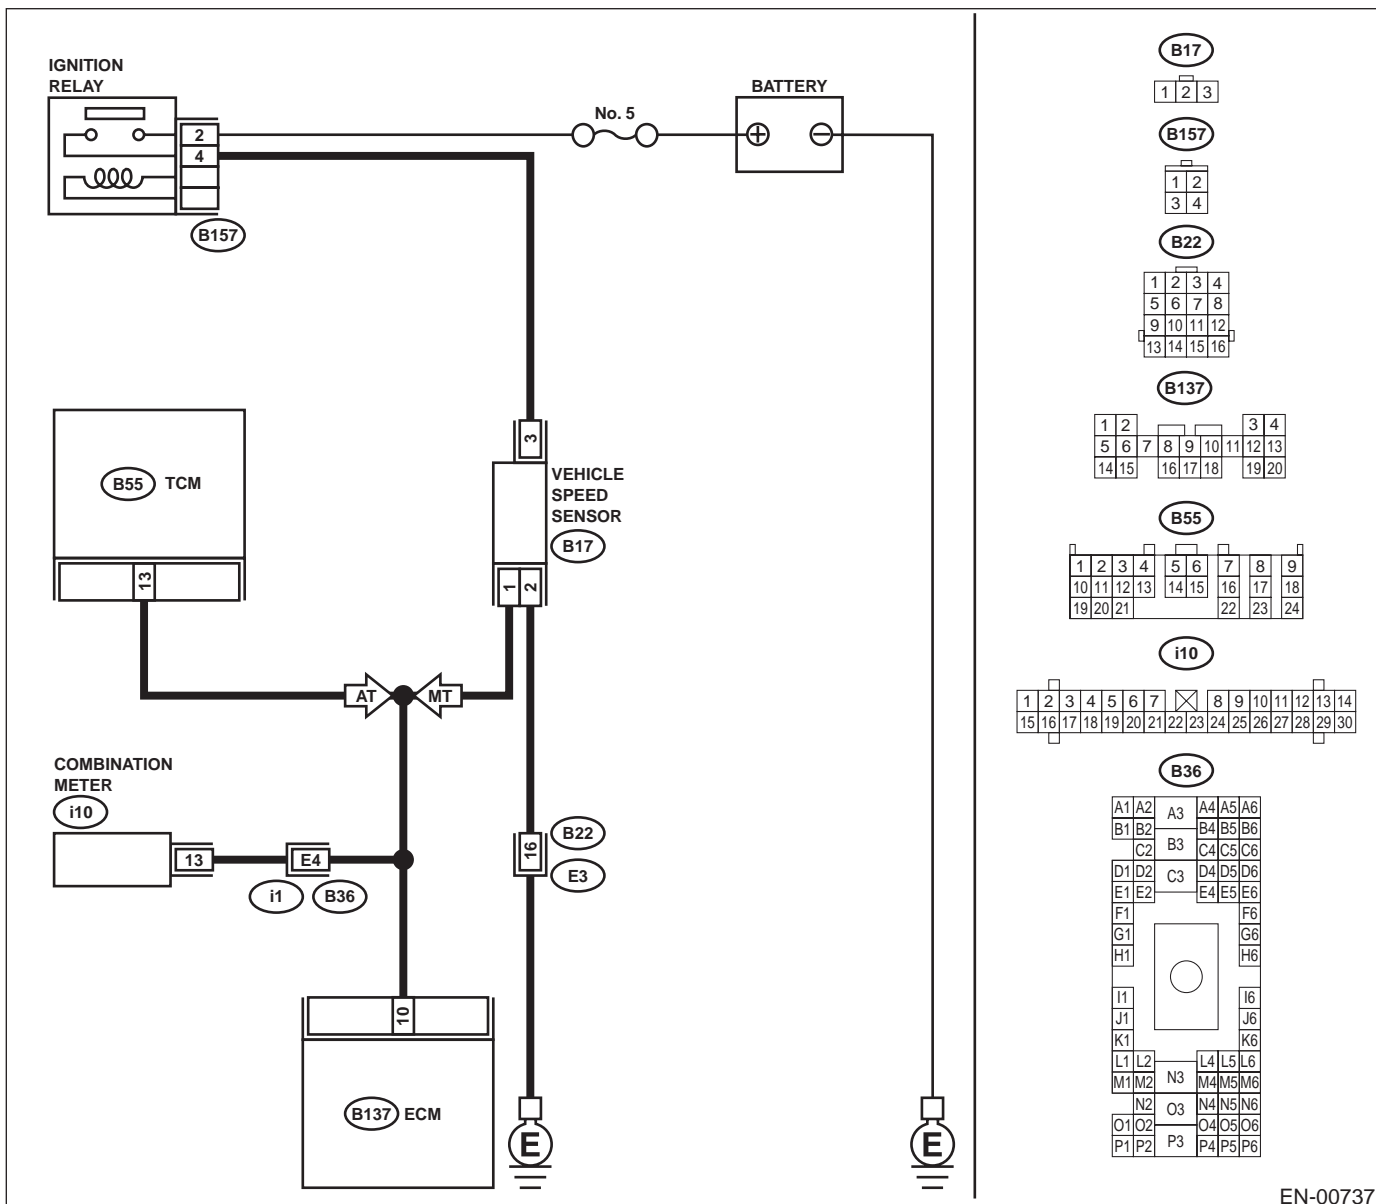 IGNITION
RELAY
2
4
B157
No. 5
BATTERY
3
B55 TCM
13
VEHICLE
SPEED
SENSOR
B17
1 2
AT MT
COMBINATION
METER
i10
13
E4
i1 B36
16
B22
E3
10
B137 ECM
E
E
B17
1 2 3
B157
1 2
3 4
B22
1 2 3 4
5 6 7 8
9 10 11 12
13 14 15 16
B137
1 2 3 4
5 6 7 8 9 10 11 12 13
14 15 16 17 18 19 20
B55
1 2 3 4 5 6 7 8 9
10 11 12 13 14 15 16 17 18
19 20 21 22 23 24
i10
1 2 3 4 5 6 7 8 9 10 11 12 13 14
15 16 17 18 19 20 21 22 23 24 25 26 27 28 29 30
B36
A1 A2 A3 A4 A5 A6
B1 B2 B3 B4 B5 B6
C2 C3 C4 C5 C6
D1 D2 D4 D5 D6
E1 E2 E4 E5 E6
F1 F6
G1 G6
H1 H6
I1 I6
J1 J6
K1 K6
L1 L2 L4 L5 L6
M1 M2 N3 M4 M5 M6
N2 O3 N4 N5 N6
O1 O2 O4 O5 O6
P1 P2 P3 P4 P5 P6
EN-00737